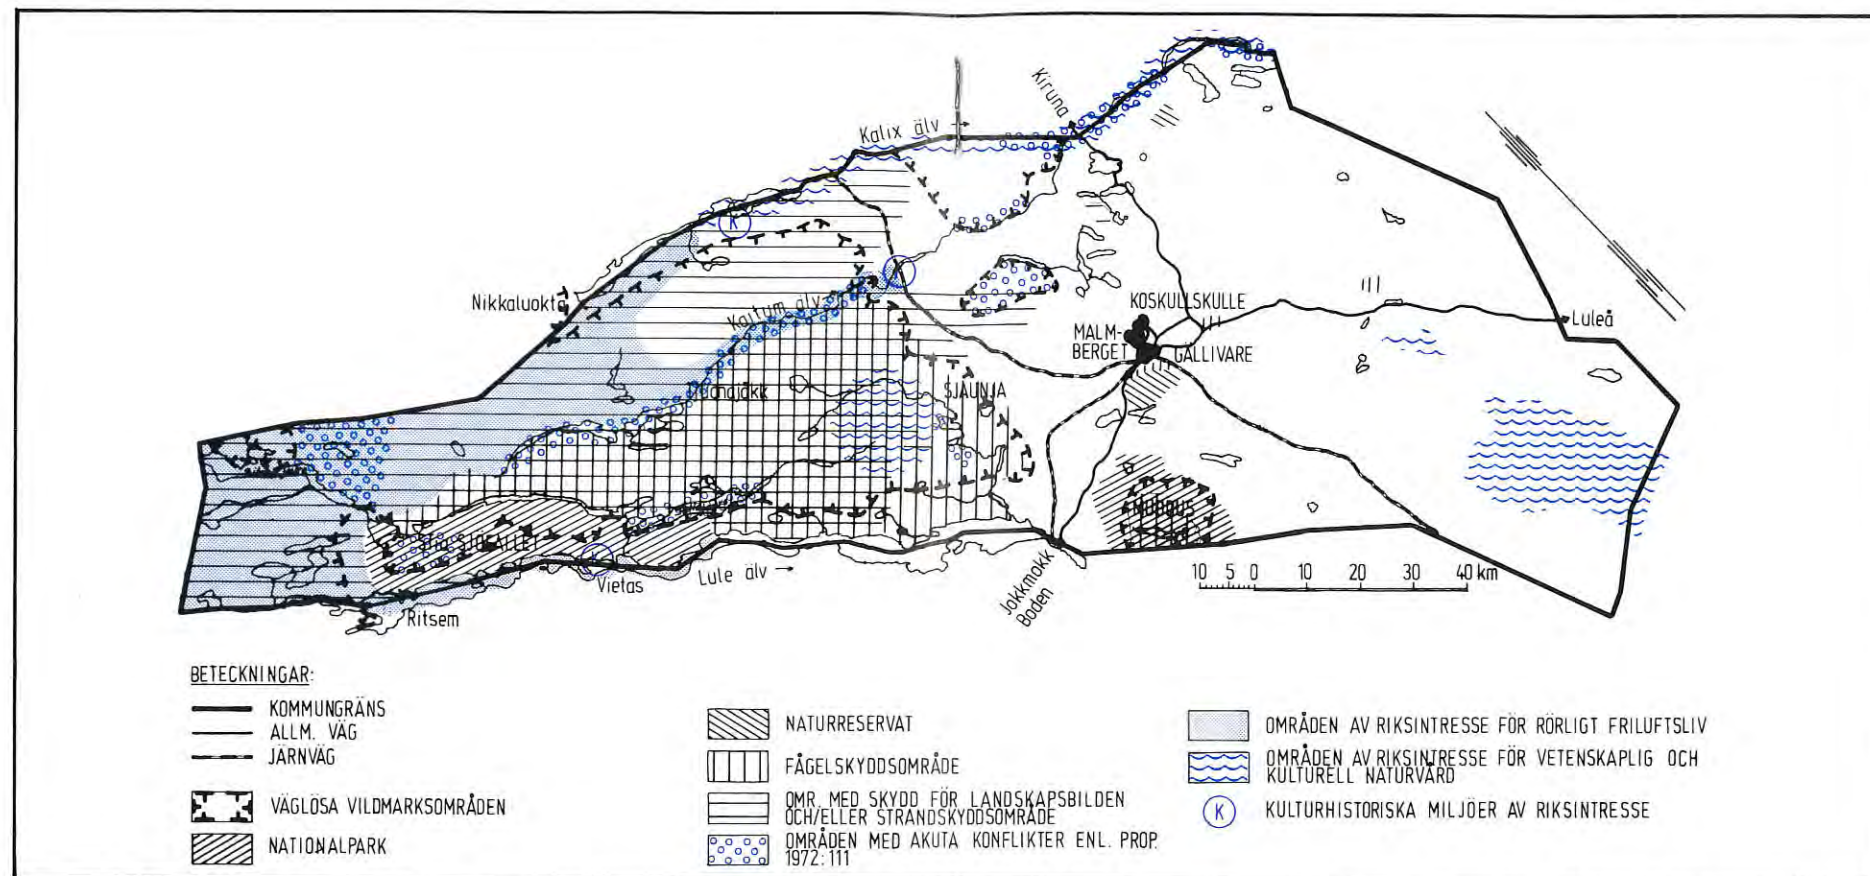 Kiruna
Kalix älv
Nikkaluokta
Kaitum älv
KOSKULLSKULLE
MALM-
BERGET
GÄLLIVARE
Luleå
SJAUNJA
MUDDUS
Lule älv
Vietas
Ritsem
Jokkmokk
Boden
10 5 0 10 20 30 40 km
BETECKNINGAR:
KOMMUNGRÄNS
ALLM. VÄG
JÄRNVÄG
VÄGLÖSA VILDMARKSOMRÅDEN
NATIONALPARK
NATURRESERVAT
FÅGELSKYDDSOMRÅDE
OMR. MED SKYDD FÖR LANDSKAPSBILDEN
OCH/ELLER STRANDSKYDDSOMRÅDE
OMRÅDEN MED AKUTA KONFLIKTER ENL. PROP.
1972:111
OMRÅDEN AV RIKSINTRESSE FÖR RÖRLIGT FRILUFTSLIV
OMRÅDEN AV RIKSINTRESSE FÖR VETENSKAPLIG OCH
KULTURELL NATURVÅRD
K KULTURHISTORISKA MILJÖER AV RIKSINTRESSE